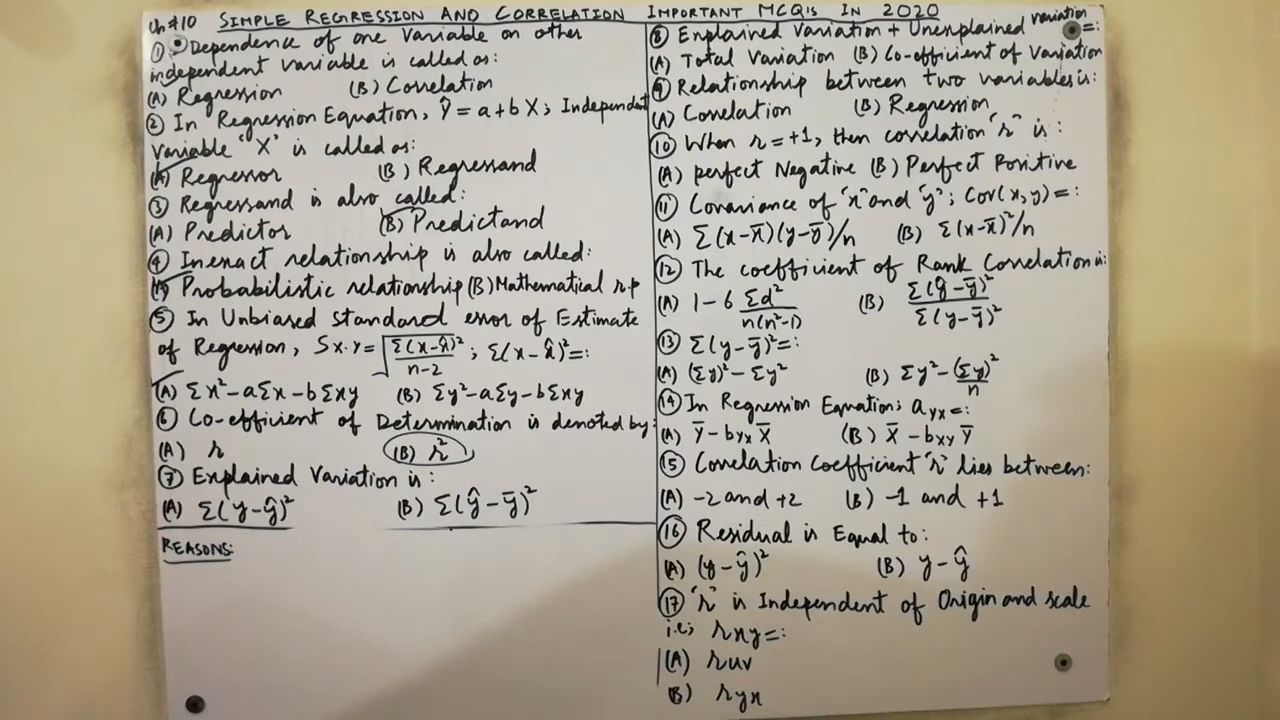 Ch #10 SIMPLE REGRESSION AND CORRELATION IMPORTANT MCQ'S IN 2020
① Dependence of one variable on other
independent variable is called as:
(A) Regression (B) Correlation
② In Regression Equation, Ŷ = a + b X; Independent
variable "X" is called as:
(A) Regressor (B) Regressand
③ Regressand is also called:
(A) Predictor (B) Predictand
④ Inexact relationship is also called:
(A) Probabilistic relationship (B) Mathematical r.p
⑤ In Unbiased Standard error of Estimate
of Regression, Sx.y = √Σ(x-x̂)²/n-2 ; Σ(x-x̂)²=:
(A) Σx²-aΣx-bΣxy (B) Σy²-aΣy-bΣxy
⑥ Co-efficient of Determination is denoted by:
(A) r (B) r²
⑦ Explained Variation is:
(A) Σ(y-ŷ)² (B) Σ(ŷ-ȳ)²
REASONS:
⑧ Explained Variation + Unexplained variation =:
(A) Total Variation (B) Co-efficient of Variation
⑨ Relationship between two variables is:
(A) Correlation (B) Regression
⑩ When r = +1, then correlation "r" is:
(A) perfect Negative (B) Perfect Positive
⑪ Covariance of "x" and "y"; Cov(x,y)=:
(A) Σ(x-x̄)(y-ȳ)/n (B) Σ(x-x̄)²/n
⑫ The coefficient of Rank Correlation is:
(A) 1-6 Σd²/n(n²-1) (B) Σ(ŷ-ȳ)²/Σ(y-ȳ)²
⑬ Σ(y-ȳ)²=:
(A) (Σy)²-Σy² (B) Σy²-(Σy)²/n
⑭ In Regression Equation; ayx=:
(A) Ȳ-byx X̄ (B) X̄-bxy Ȳ
⑮ Correlation Coefficient "r" lies between:
(A) -2 and +2 (B) -1 and +1
⑯ Residual is Equal to:
(A) (y-ŷ)² (B) y-ŷ
⑰ "r" is Independent of Origin and scale
i.e; rxy=:
(A) ruv
(B) ryx